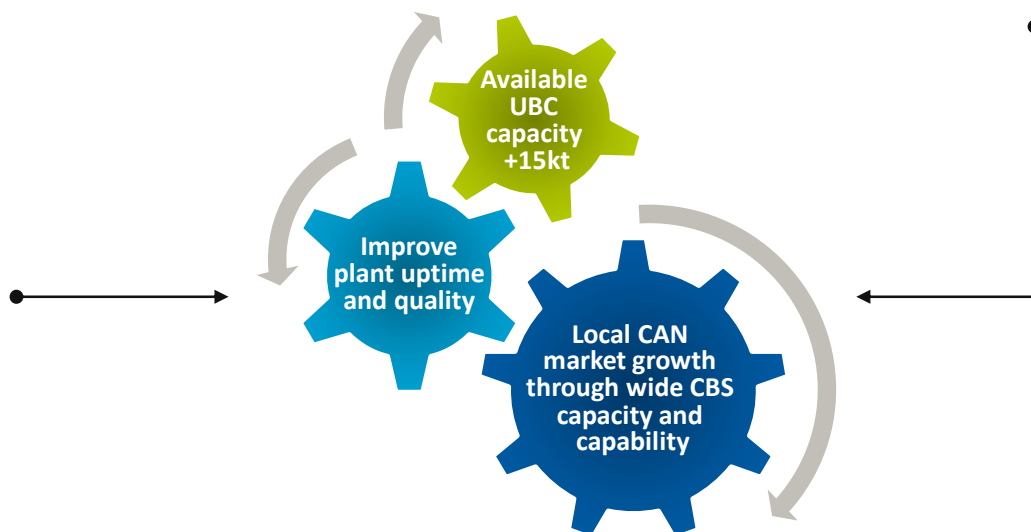 Available
UBC
capacity
+15kt
Improve
plant uptime
and quality
Local CAN
market growth
through wide CBS
capacity and
capability